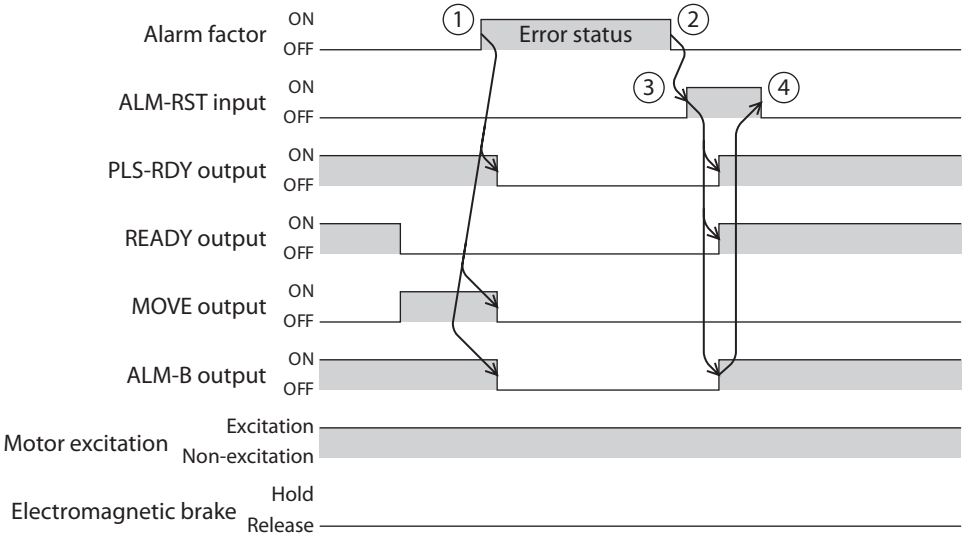 Alarm factor
ON
OFF
1
Error status
2
ALM-RST input
ON
OFF
3
4
PLS-RDY output
ON
OFF
READY output
ON
OFF
MOVE output
ON
OFF
ALM-B output
ON
OFF
Motor excitation
Excitation
Non-excitation
Electromagnetic brake
Hold
Release